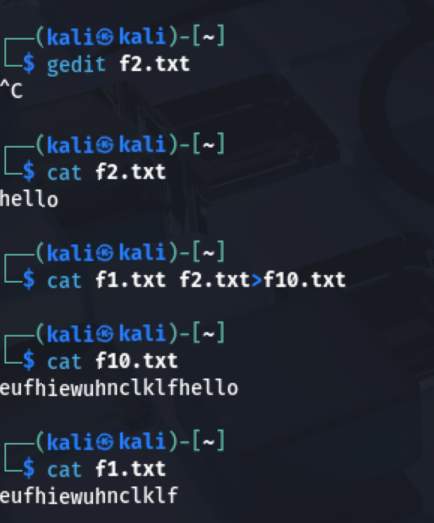 ┌──(kali㉿kali)-[~]
└─$ gedit f2.txt
^C
┌──(kali㉿kali)-[~]
└─$ cat f2.txt
hello
┌──(kali㉿kali)-[~]
└─$ cat f1.txt f2.txt>f10.txt
┌──(kali㉿kali)-[~]
└─$ cat f10.txt
eufhiewuhnclklfhello
┌──(kali㉿kali)-[~]
└─$ cat f1.txt
eufhiewuhnclklf